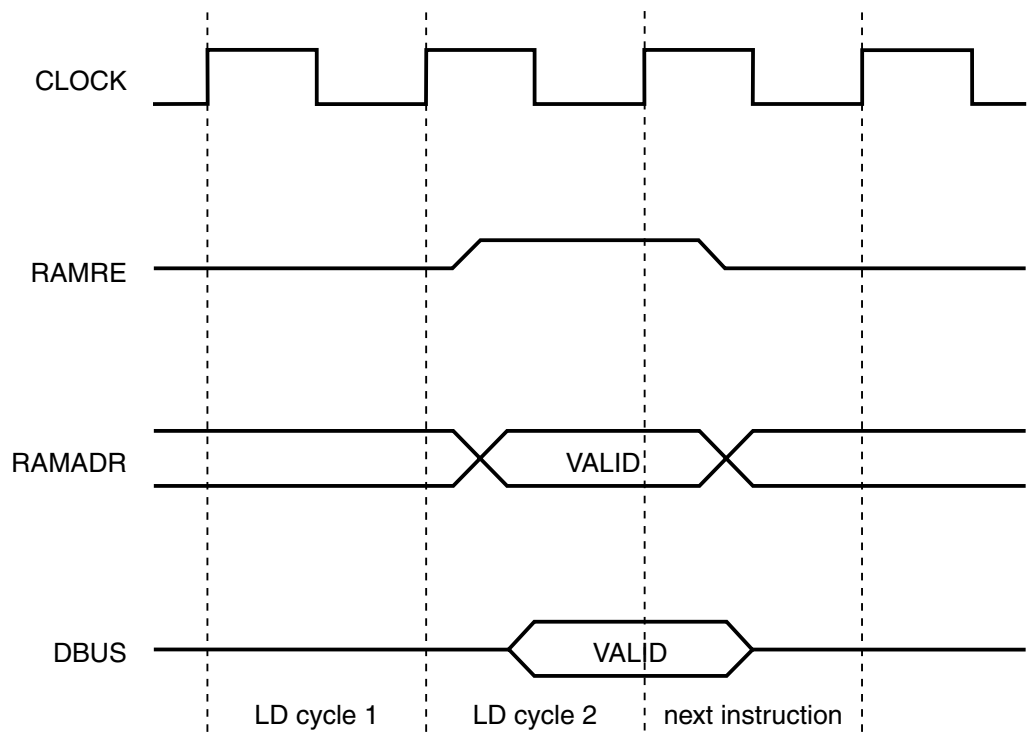 CLOCK
RAMRE
RAMADR VALID
DBUS VALID
LD cycle 1 LD cycle 2 next instruction